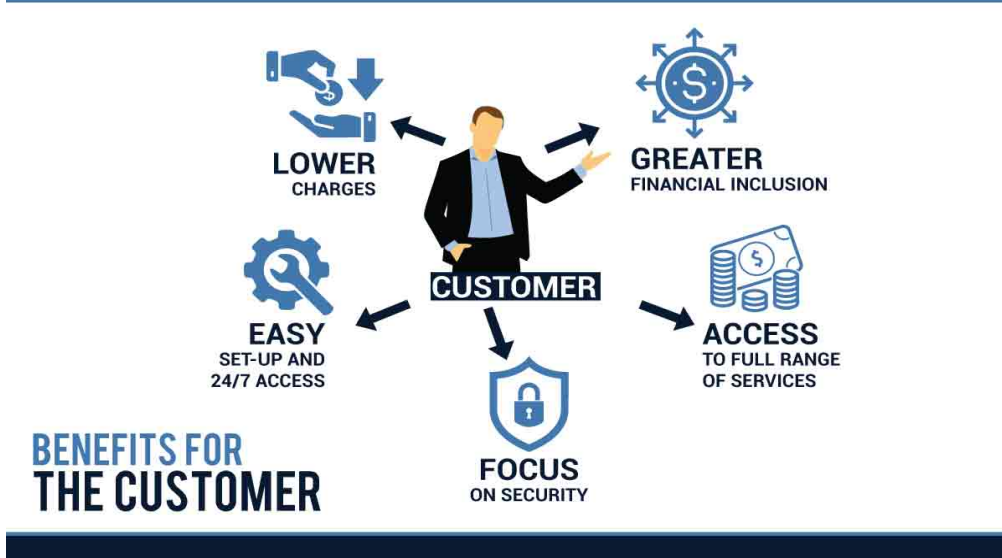 LOWER
CHARGES
GREATER
FINANCIAL INCLUSION
CUSTOMER
EASY
SET-UP AND
24/7 ACCESS
ACCESS
TO FULL RANGE
OF SERVICES
FOCUS
ON SECURITY
BENEFITS FOR
THE CUSTOMER